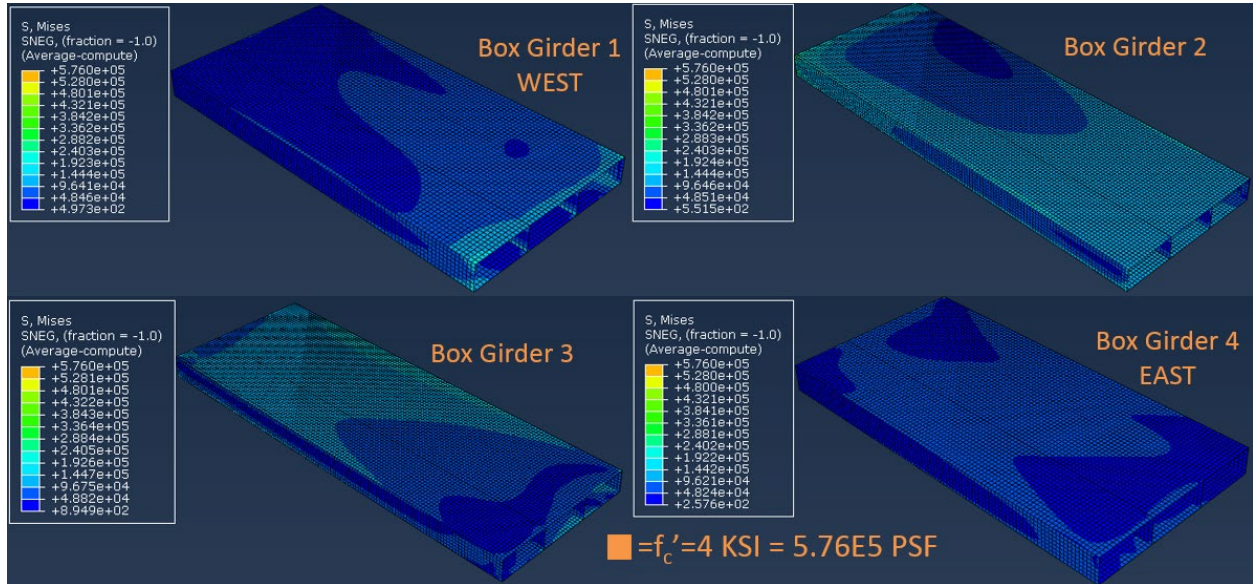 S, Mises
SNEG, (fraction = -1.0)
(Average-compute)
+5.760e+05
+5.280e+05
+4.801e+05
+4.321e+05
+3.842e+05
+3.362e+05
+2.882e+05
+2.403e+05
+1.923e+05
+1.444e+05
+9.641e+04
+4.846e+04
+4.973e+02
Box Girder 1
WEST
S, Mises
SNEG, (fraction = -1.0)
(Average-compute)
+5.760e+05
+5.280e+05
+4.801e+05
+4.321e+05
+3.842e+05
+3.362e+05
+2.883e+05
+2.403e+05
+1.924e+05
+1.444e+05
+9.646e+04
+4.851e+04
+5.515e+02
Box Girder 2
S, Mises
SNEG, (fraction = -1.0)
(Average-compute)
+5.760e+05
+5.281e+05
+4.801e+05
+4.322e+05
+3.843e+05
+3.364e+05
+2.884e+05
+2.405e+05
+1.926e+05
+1.447e+05
+9.675e+04
+4.882e+04
+8.949e+02
Box Girder 3
S, Mises
SNEG, (fraction = -1.0)
(Average-compute)
+5.760e+05
+5.280e+05
+4.800e+05
+4.321e+05
+3.841e+05
+3.361e+05
+2.881e+05
+2.402e+05
+1.922e+05
+1.442e+05
+9.621e+04
+4.824e+04
+2.576e+02
Box Girder 4
EAST
=fc’=4 KSI = 5.76E5 PSF